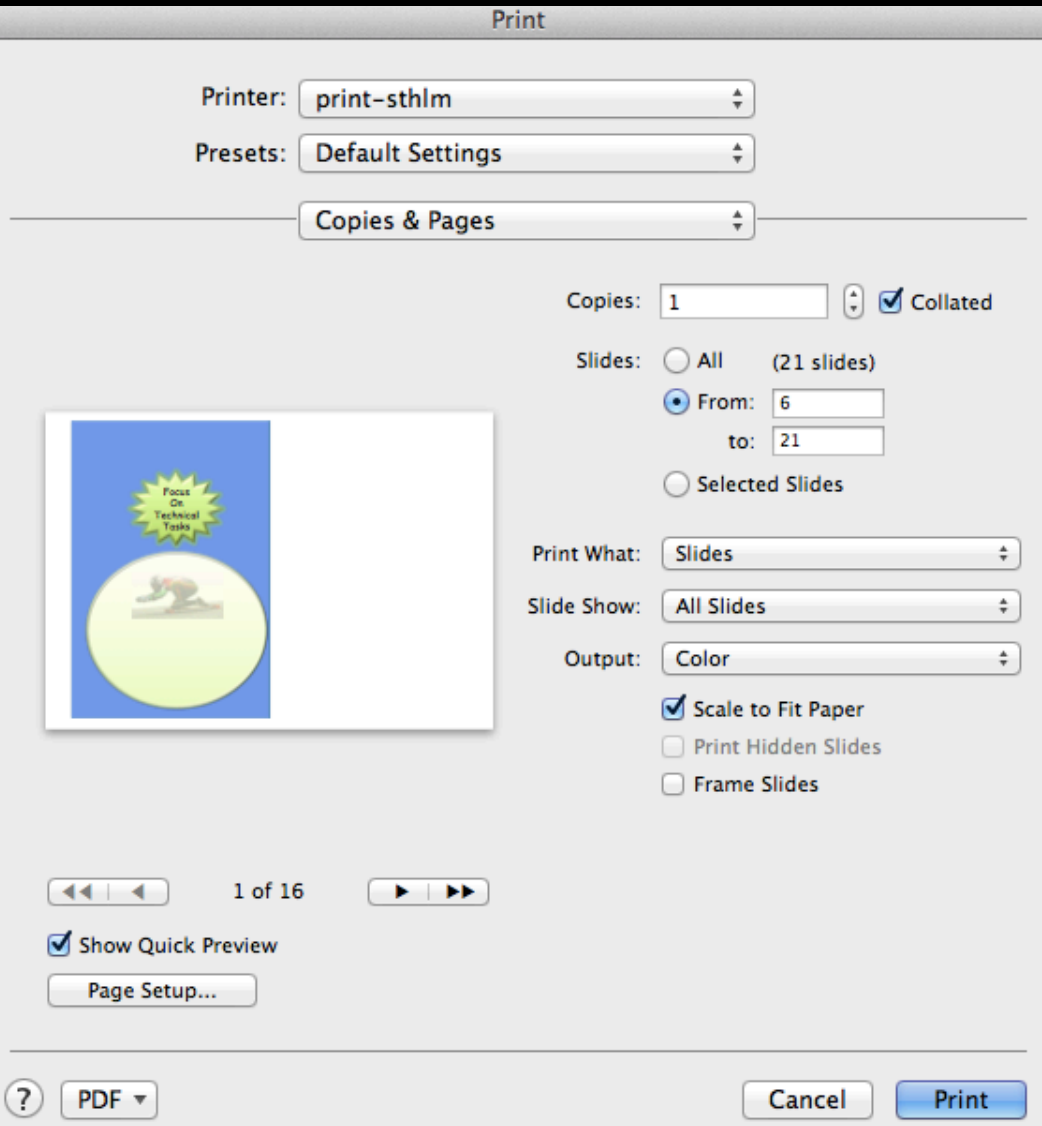 Print
Printer: print-sthlm
Presets: Default Settings
Copies & Pages
Copies: 1 Collated
Slides: All (21 slides)
From: 6
to: 21
Selected Slides
Focus
On
Technical
Tasks
Print What: Slides
Slide Show: All Slides
Output: Color
Scale to Fit Paper
Print Hidden Slides
Frame Slides
1 of 16
Show Quick Preview
Page Setup...
? PDF Cancel Print